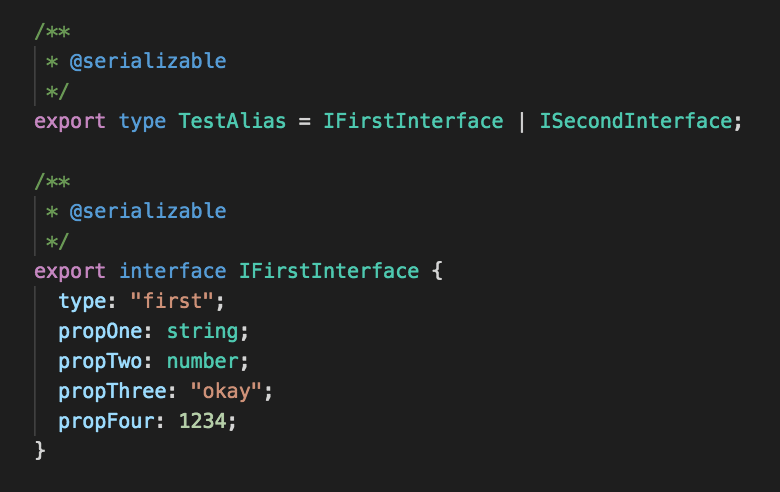 /**
 * @serializable
 */
export type TestAlias = IFirstInterface | ISecondInterface;
/**
 * @serializable
 */
export interface IFirstInterface {
  type: "first";
  propOne: string;
  propTwo: number;
  propThree: "okay";
  propFour: 1234;
}